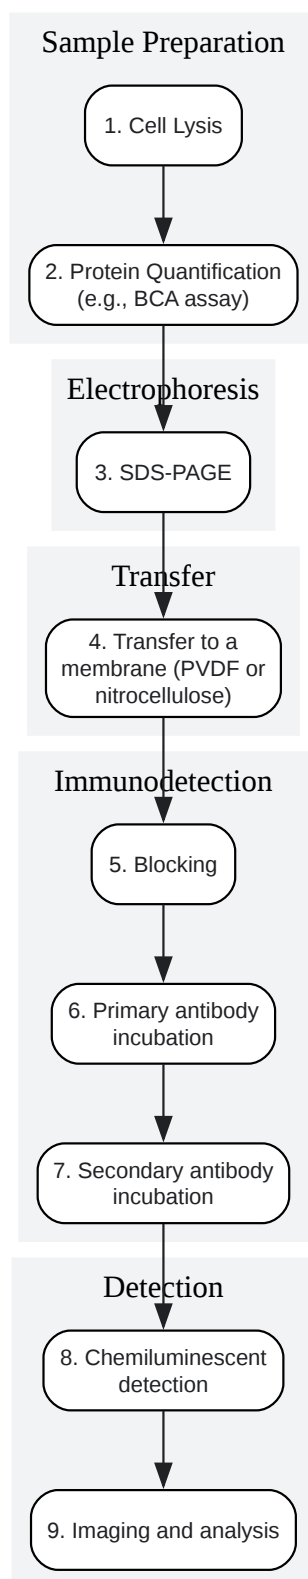 Sample Preparation
1. Cell Lysis
2. Protein Quantification
(e.g., BCA assay)
Electrophoresis
3. SDS-PAGE
Transfer
4. Transfer to a
membrane (PVDF or
nitrocellulose)
Immunodetection
5. Blocking
6. Primary antibody
incubation
7. Secondary antibody
incubation
Detection
8. Chemiluminescent
detection
9. Imaging and analysis